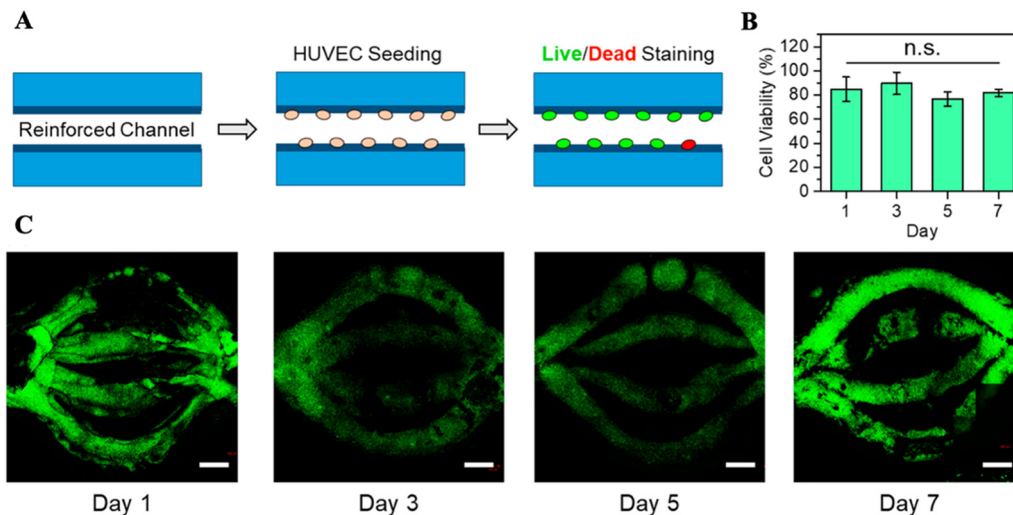 A
HUVEC Seeding
Live/Dead Staining
Reinforced Channel
B
n.s.
Cell Viability (%)
120
100
80
60
40
20
0
1 3 5 7
Day
C
Day 1 Day 3 Day 5 Day 7